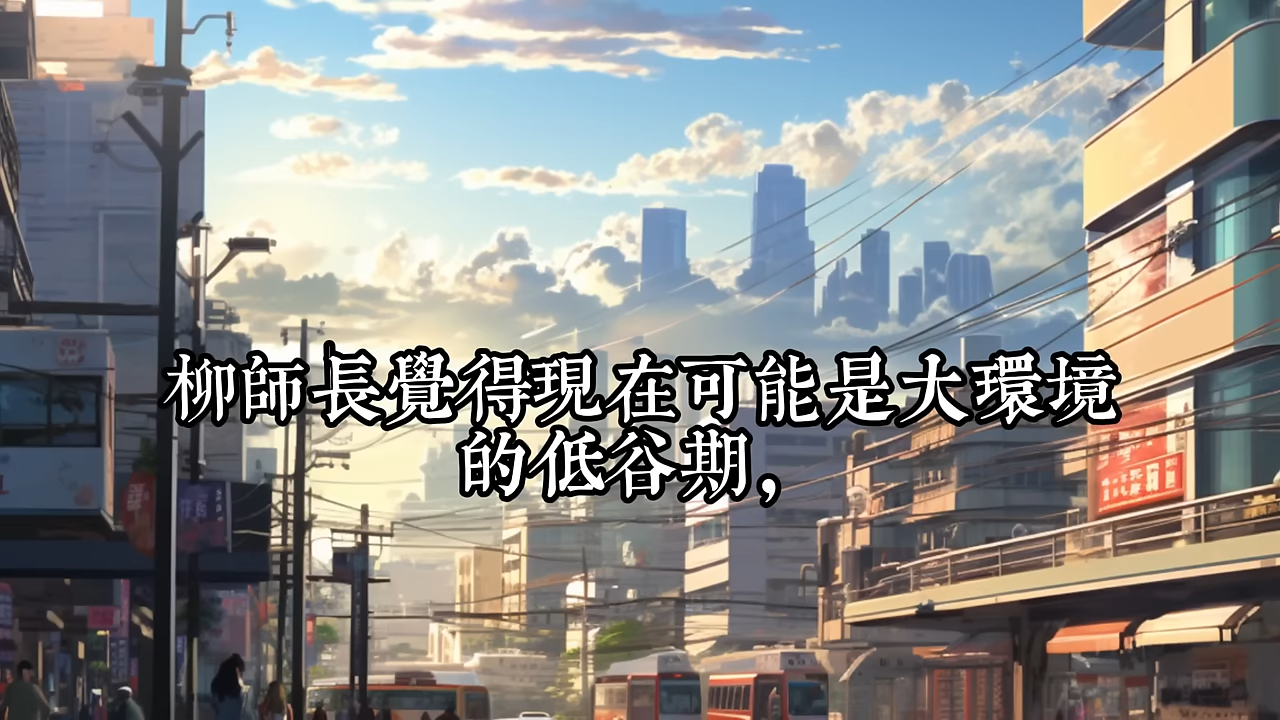 柳師長覺得現在可能是大環境
的低谷期，